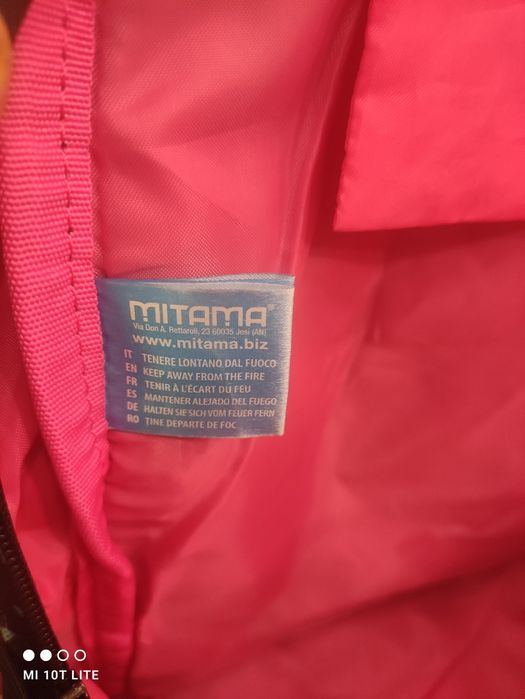 MITAMA®
Via Don A. Rettaruli, 23 60035 Jesi (AN)
www.mitama.biz
IT TENERE LONTANO DAL FUOCO
EN KEEP AWAY FROM THE FIRE
FR TENIR À L'ÉCART DU FEU
ES MANTENER ALEJADO DEL FUEGO
DE HALTEN SIE SICH VOM FEUER FERN
RO ȚINE DEPARTE DE FOC
MI 10T LITE